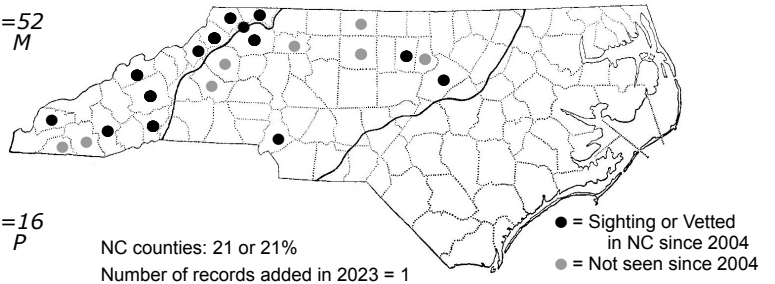 =52
M
=16
P
NC counties: 21 or 21%
Number of records added in 2023 = 1
● = Sighting or Vetted
in NC since 2004
● = Not seen since 2004